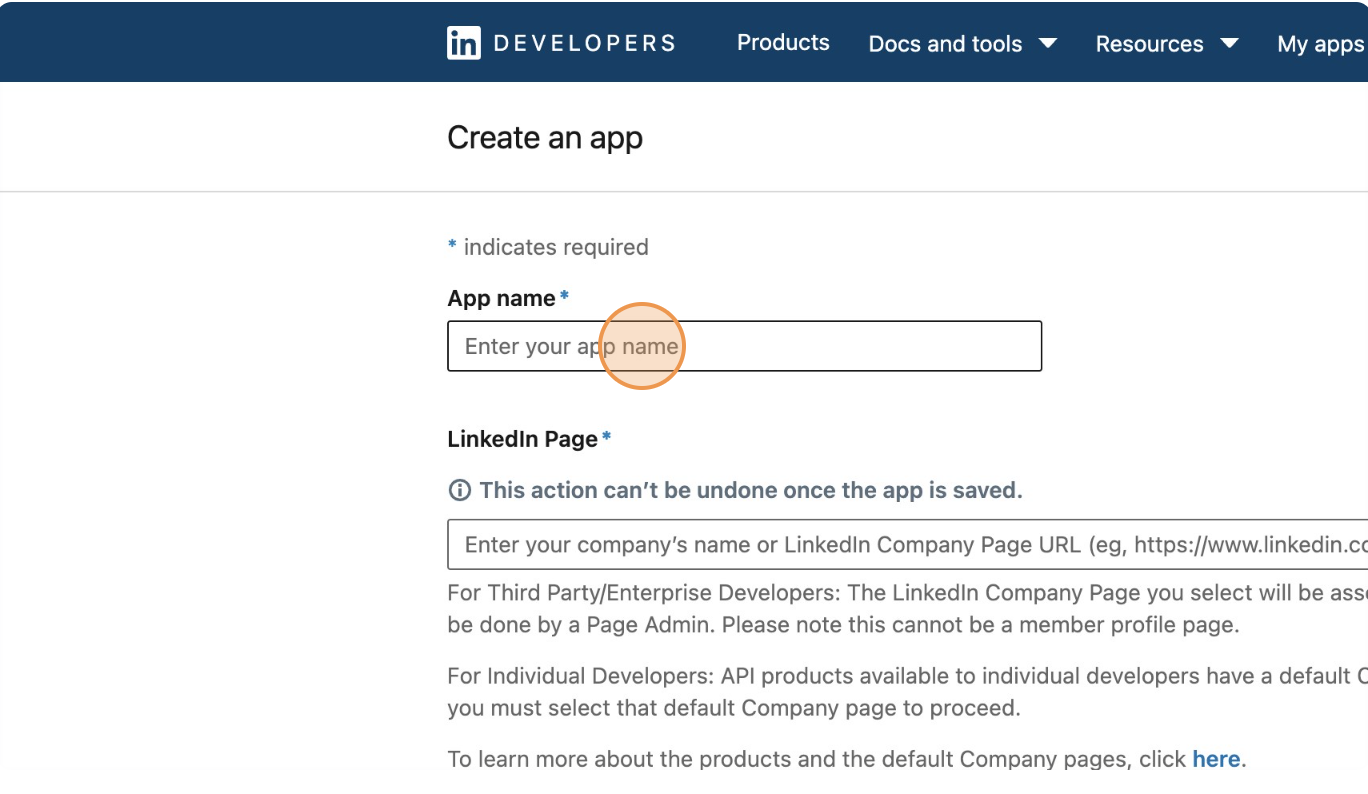 in DEVELOPERS Products Docs and tools Resources My apps
Create an app
* indicates required
App name *
Enter your app name
LinkedIn Page *
This action can’t be undone once the app is saved.
Enter your company’s name or LinkedIn Company Page URL (eg, https://www.linkedin.co
For Third Party/Enterprise Developers: The LinkedIn Company Page you select will be
be done by a Page Admin. Please note this cannot be a member profile page.
For Individual Developers: API products available to individual developers have a default
you must select that default Company page to proceed.
To learn more about the products and the default Company pages, click here.